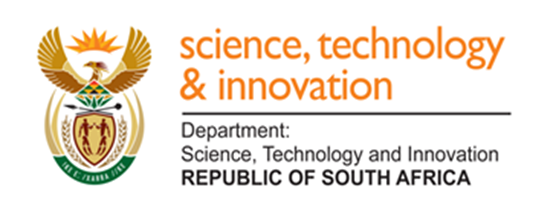 science, technology
& innovation
Department:
Science, Technology and Innovation
REPUBLIC OF SOUTH AFRICA